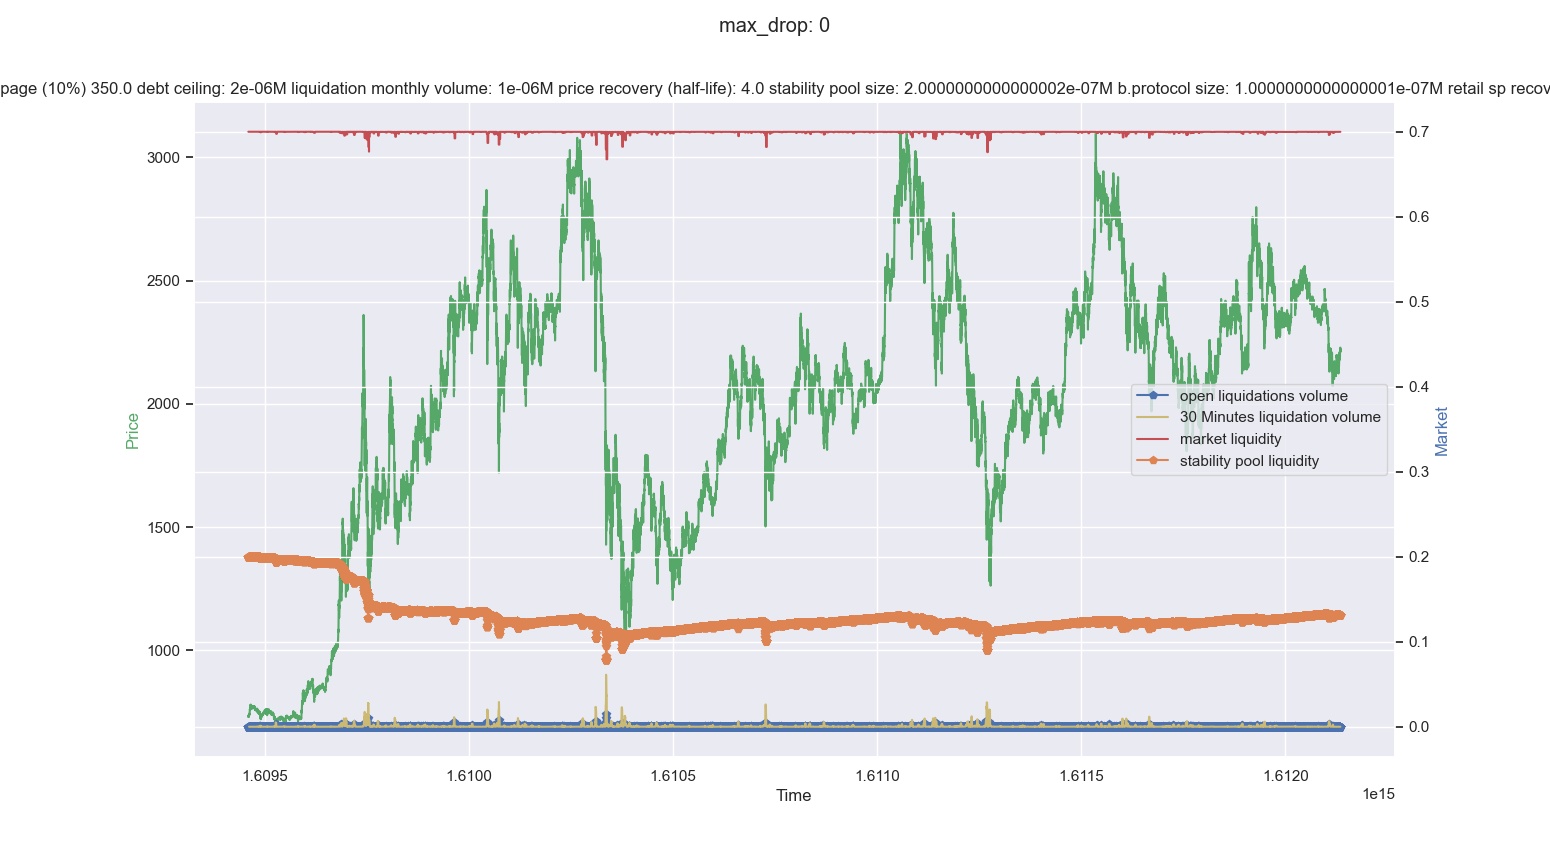 max_drop: 0
page (10%) 350.0 debt ceiling: 2e-06M liquidation monthly volume: 1e-06M price recovery (half-life): 4.0 stability pool size: 2.0000000000000002e-07M b.protocol size: 1.0000000000000001e-07M retail sp recov
3000
2500
2000
1500
1000
Price
0.7
0.6
0.5
0.4
0.3
0.2
0.1
0.0
Market
open liquidations volume
30 Minutes liquidation volume
market liquidity
stability pool liquidity
1.6095 1.6100 1.6105 1.6110 1.6115 1.6120
Time
1e15